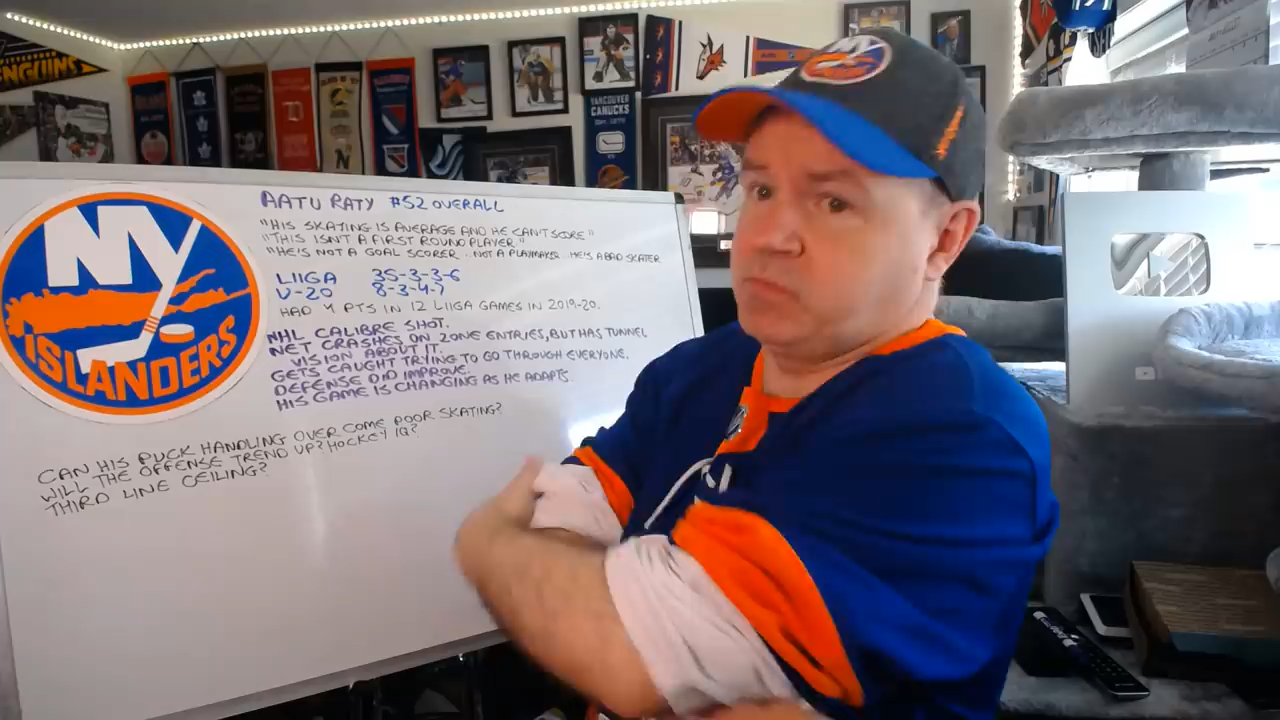 PENGUINS
VANCOUVER
CANUCKS
NY
NY
ISLANDERS
AATU RATY #52 OVERALL
"HIS SKATING IS AVERAGE AND HE CAN'T SCORE"
"THIS ISN'T A FIRST ROUND PLAYER."
"HE'S NOT A GOAL SCORER.. NOT A PLAYMAKER.. HE'S A BAD SKATER
LIIGA 35-3-3-6
U-20 8-3-4-7
HAD 4 PTS IN 12 LIIGA GAMES IN 2019-20.
NHL CALIBRE SHOT.
NET CRASHES ON ZONE ENTRIES, BUT HAS TUNNEL
VISION ABOUT IT.
GETS CAUGHT TRYING TO GO THROUGH EVERYONE.
DEFENSE DID IMPROVE.
HIS GAME IS CHANGING AS HE ADAPTS.
CAN HIS PUCK HANDLING OVER COME POOR SKATING?
WILL THE OFFENSE TREND UP? HOCKEY IQ?
THIRD LINE CEILING?